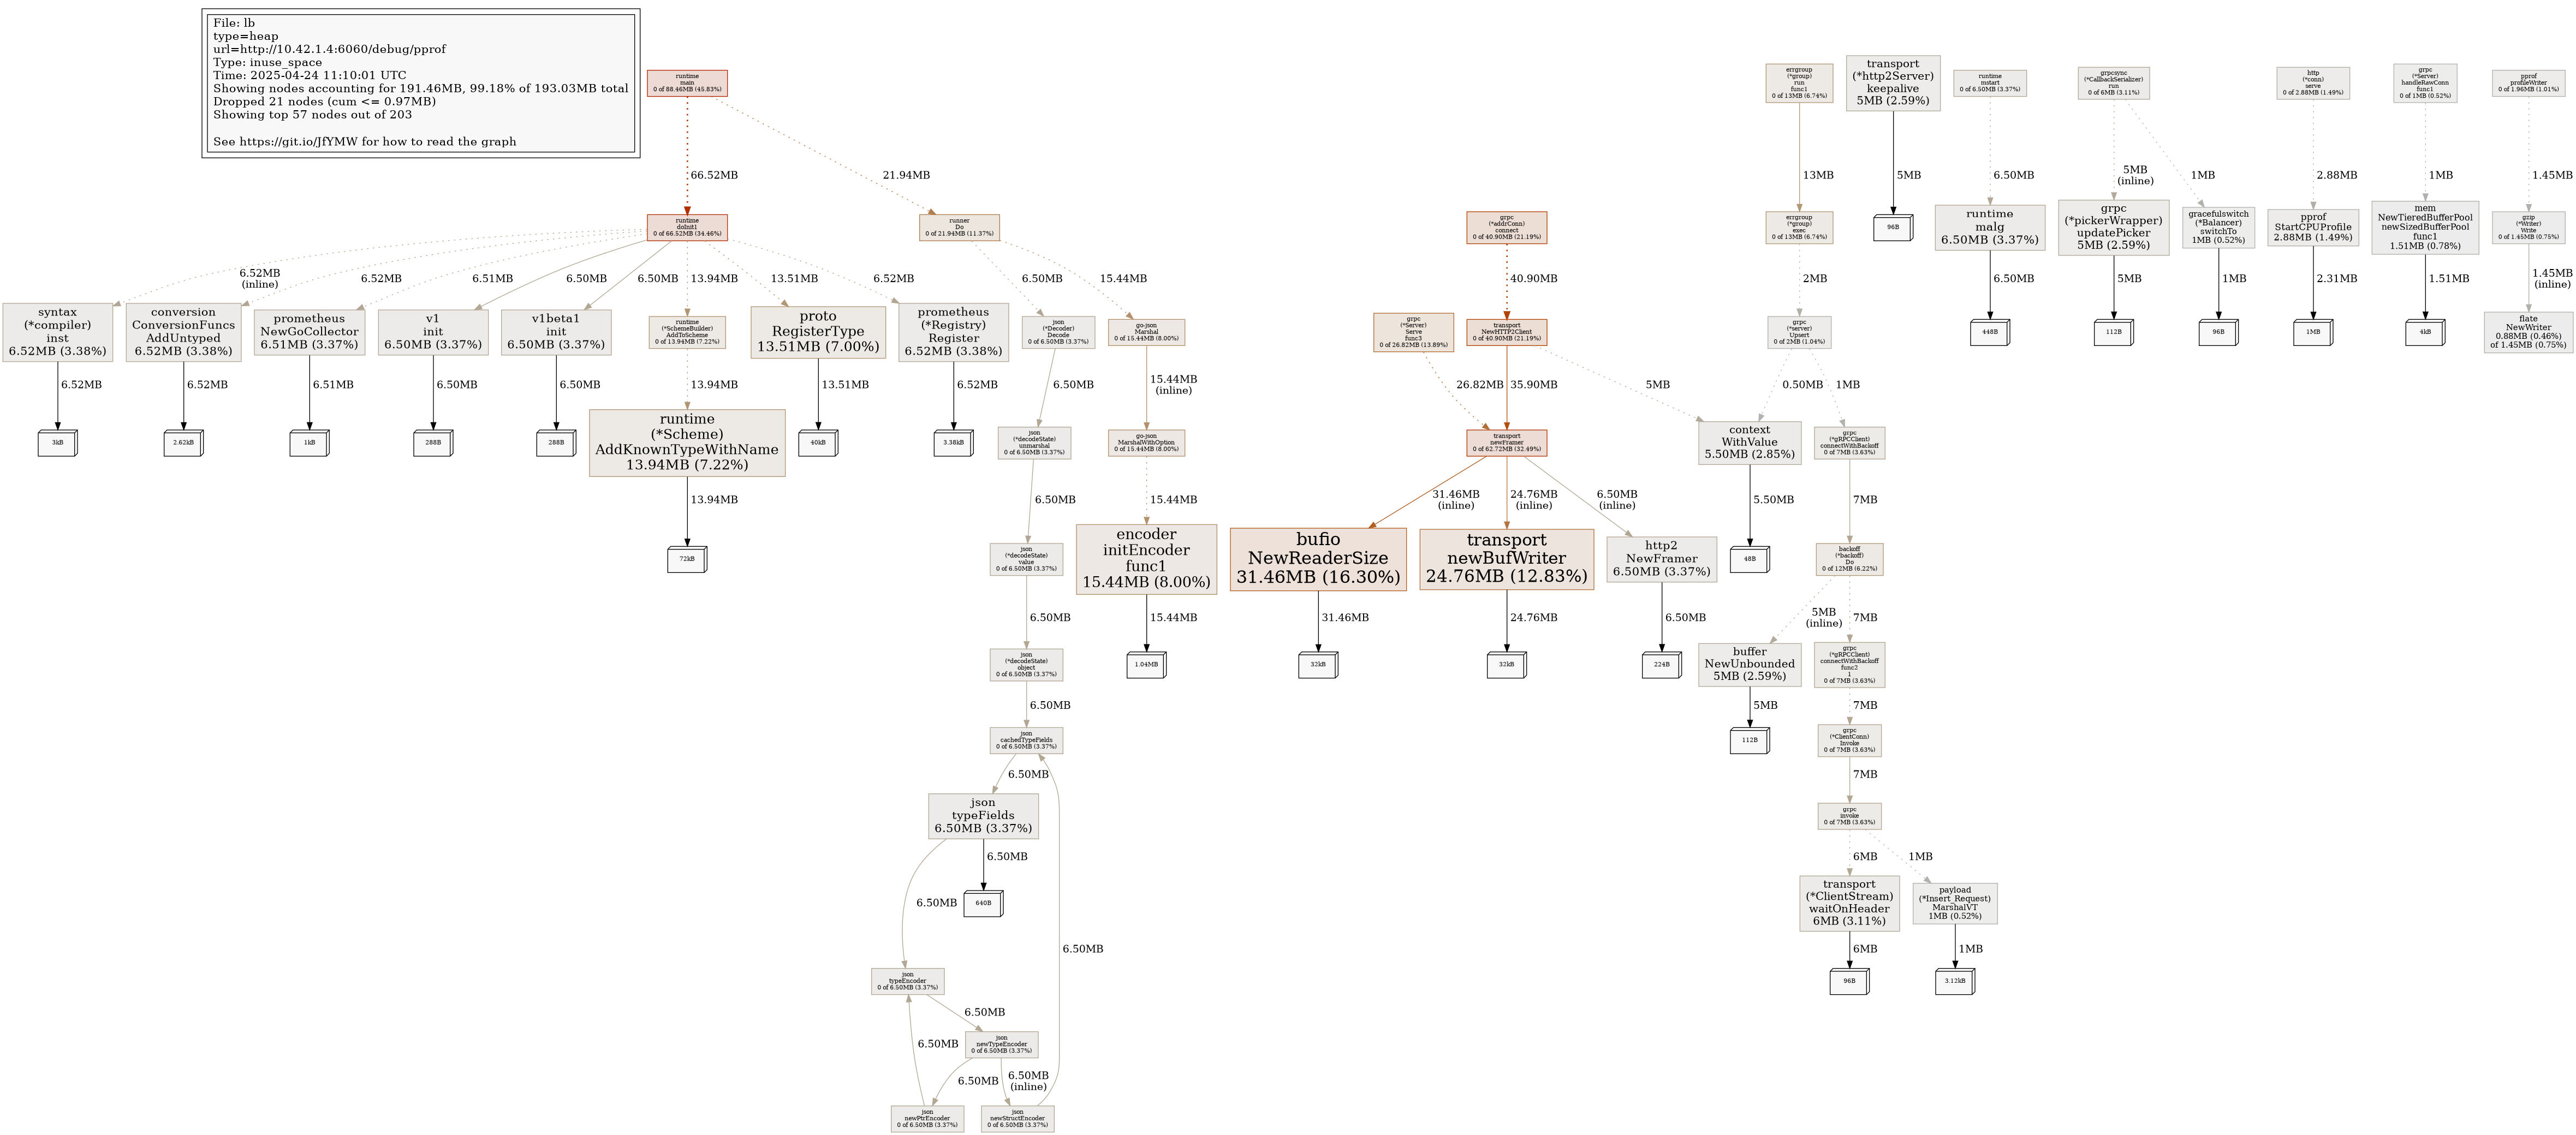 File: lb
type=heap
url=http://10.42.1.4:6060/debug/pprof
Type: inuse_space
Time: 2025-04-24 11:10:01 UTC
Showing nodes accounting for 191.46MB, 99.18% of 193.03MB total
Dropped 21 nodes (cum <= 0.97MB)
Showing top 57 nodes out of 203
See https://git.io/JfYMW for how to read the graph
runtime
main
0 of 88.46MB (45.83%)
errgroup
(*group)
run
func1
0 of 13MB (6.74%)
transport
(*http2Server)
keepalive
5MB (2.59%)
runtime
mstart
0 of 6.50MB (3.37%)
grpcsync
(*CallbackSerializer)
run
0 of 6MB (3.11%)
http
(*conn)
serve
0 of 2.88MB (1.49%)
grpc
(*Server)
handleRawConn
func1
0 of 1MB (0.52%)
pprof
profileWriter
0 of 1.96MB (1.01%)
66.52MB
21.94MB
13MB
5MB
6.50MB
5MB
(inline)
1MB
2.88MB
1MB
1.45MB
runtime
doInit1
0 of 66.52MB (34.46%)
runner
Do
0 of 21.94MB (11.37%)
grpc
(*addrConn)
connect
0 of 40.90MB (21.19%)
errgroup
exec
0 of 13MB (6.74%)
96B
runtime
malg
6.50MB (3.37%)
grpc
(*pickerWrapper)
updatePicker
5MB (2.59%)
gracefulswitch
(*Balancer)
switchTo
1MB (0.52%)
pprof
StartCPUProfile
2.88MB (1.49%)
mem
NewTieredBufferPool
newSizedBufferPool
func1
1.51MB (0.78%)
gzip
(*Writer)
Write
0 of 1.45MB (0.75%)
6.52MB
(inline)
6.52MB
6.51MB
6.50MB
6.50MB
13.94MB
13.51MB
6.52MB
6.50MB
15.44MB
40.90MB
2MB
6.50MB
5MB
1MB
2.31MB
1.51MB
1.45MB
(inline)
syntax
(*compiler)
inst
6.52MB (3.38%)
conversion
ConversionFuncs
AddUntyped
6.52MB (3.38%)
prometheus
NewGoCollector
6.51MB (3.37%)
v1
init
6.50MB (3.37%)
v1beta1
init
6.50MB (3.37%)
runtime
(*SchemeBuilder)
AddToScheme
0 of 13.94MB (7.22%)
proto
RegisterType
13.51MB (7.00%)
prometheus
(*Registry)
Register
6.52MB (3.38%)
json
(*Decoder)
Decode
0 of 6.50MB (3.37%)
go-json
Marshal
0 of 15.44MB (8.00%)
grpc
(*Server)
Serve
func3
0 of 26.82MB (13.89%)
transport
NewHTTP2Client
0 of 40.90MB (21.19%)
grpc
(*server)
Upsert
0 of 2MB (1.04%)
448B
112B
96B
1MB
4kB
flate
NewWriter
0.88MB (0.46%)
of 1.45MB (0.75%)
6.52MB
6.52MB
6.51MB
6.50MB
6.50MB
13.94MB
13.51MB
6.52MB
6.50MB
15.44MB
(inline)
26.82MB
35.90MB
5MB
0.50MB
1MB
3kB
2.62kB
1kB
288B
288B
runtime
(*Scheme)
AddKnownTypeWithName
13.94MB (7.22%)
40kB
3.38kB
json
(*decodeState)
unmarshal
0 of 6.50MB (3.37%)
go-json
MarshalWithOption
0 of 15.44MB (8.00%)
transport
newFramer
0 of 62.72MB (32.49%)
context
WithValue
5.50MB (2.85%)
grpc
(*gRPCClient)
connectWithBackoff
0 of 7MB (3.63%)
13.94MB
6.50MB
15.44MB
31.46MB
(inline)
24.76MB
(inline)
6.50MB
(inline)
5.50MB
7MB
72kB
json
(*decodeState)
value
0 of 6.50MB (3.37%)
encoder
initEncoder
func1
15.44MB (8.00%)
bufio
NewReaderSize
31.46MB (16.30%)
transport
newBufWriter
24.76MB (12.83%)
http2
NewFramer
6.50MB (3.37%)
48B
backoff
(*backoff)
Do
0 of 12MB (6.22%)
6.50MB
15.44MB
31.46MB
24.76MB
6.50MB
5MB
(inline)
7MB
json
(*decodeState)
object
0 of 6.50MB (3.37%)
1.04MB
32kB
32kB
224B
buffer
NewUnbounded
5MB (2.59%)
grpc
(*gRPCClient)
connectWithBackoff
func2
1
0 of 7MB (3.63%)
6.50MB
5MB
7MB
json
cachedTypeFields
0 of 6.50MB (3.37%)
112B
grpc
(*ClientConn)
Invoke
0 of 7MB (3.63%)
6.50MB
7MB
json
typeFields
6.50MB (3.37%)
grpc
invoke
0 of 7MB (3.63%)
6.50MB
6MB
1MB
6.50MB
640B
transport
(*ClientStream)
waitOnHeader
6MB (3.11%)
payload
(*Insert_Request)
MarshalVT
1MB (0.52%)
6.50MB
6MB
1MB
json
typeEncoder
0 of 6.50MB (3.37%)
96B
3.12kB
6.50MB
json
newTypeEncoder
0 of 6.50MB (3.37%)
6.50MB
6.50MB
6.50MB
(inline)
json
newPtrEncoder
0 of 6.50MB (3.37%)
json
newStructEncoder
0 of 6.50MB (3.37%)